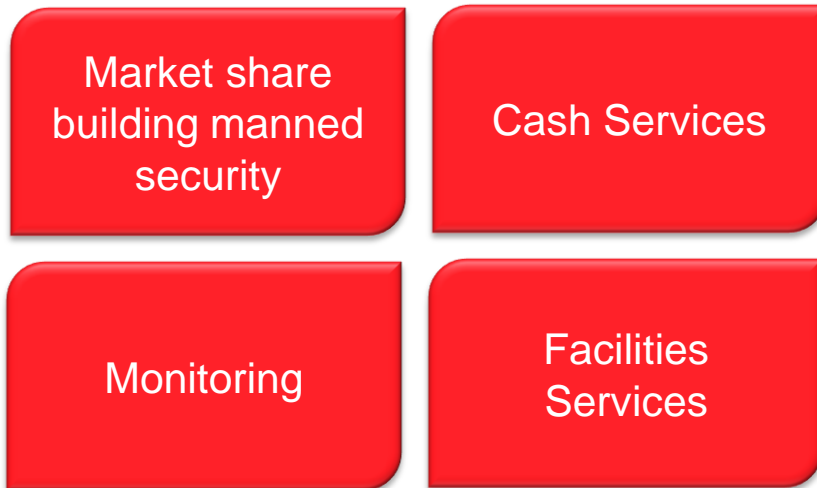 Market share
building manned
security
Cash Services
Monitoring
Facilities
Services